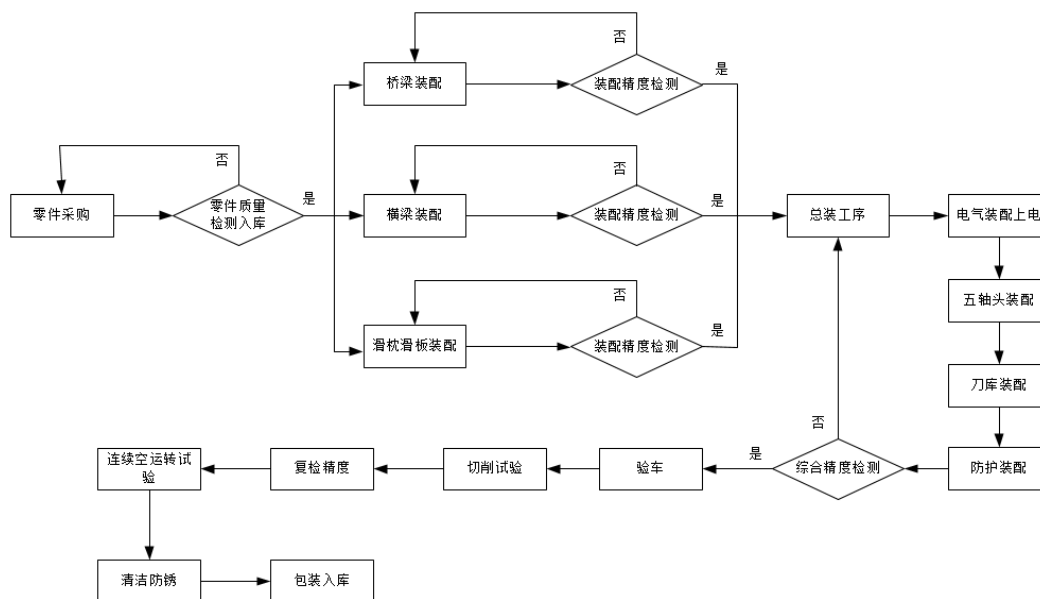 否
桥梁装配
装配精度检测
是
否
零件采购
零件质量
检测入库
是
否
横梁装配
装配精度检测
是
总装工序
电气装配上电
否
滑枕滑板装配
装配精度检测
是
五轴头装配
刀库装配
防护装配
否
综合精度检测
是
验车
切削试验
复检精度
连续空运转试
验
清洁防锈
包装入库